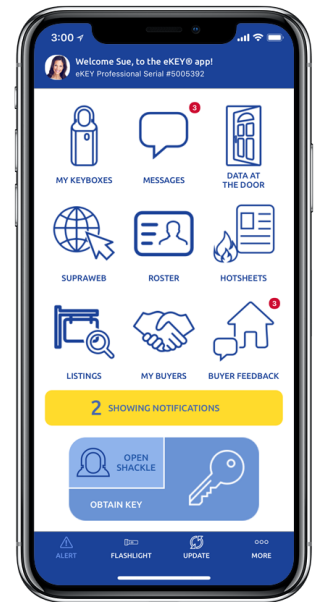 3:00
Welcome Sue, to the eKEY® app!
eKEY Professional Serial #5005392
3
MY KEYBOXES
MESSAGES
DATA AT
THE DOOR
SUPRAWEB
ROSTER
HOTSHEETS
3
LISTINGS
MY BUYERS
BUYER FEEDBACK
2 SHOWING NOTIFICATIONS
OPEN
SHACKLE
OBTAIN KEY
ALERT
FLASHLIGHT
UPDATE
MORE